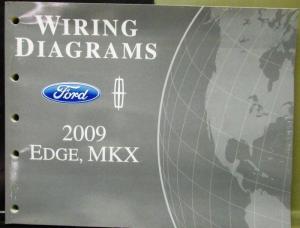 WIRING
DIAGRAMS
Ford
2009
EDGE, MKX